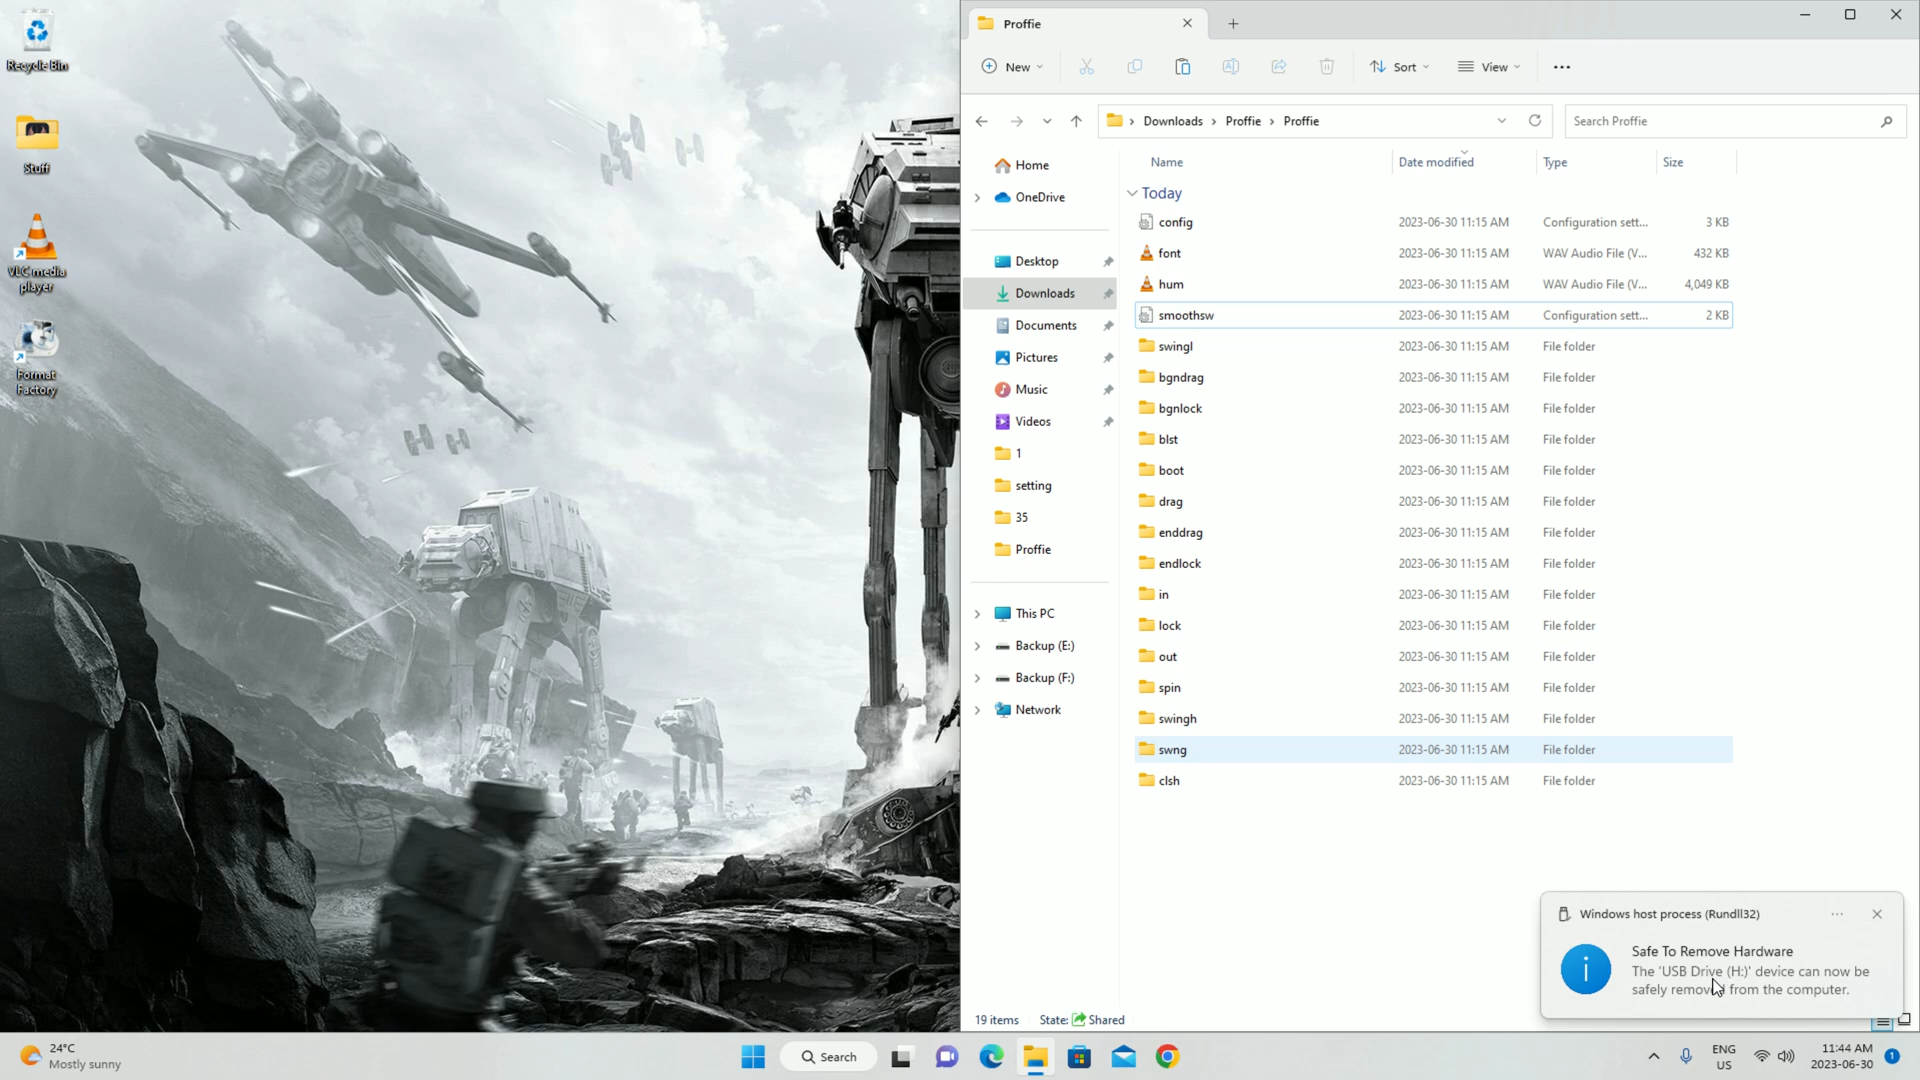 Recycle Bin
Stuff
VLC media
player
Format
Factory
Proffie
New
Sort
View
Downloads
Proffie
Proffie
Search Proffie
Home
OneDrive
Desktop
Downloads
Documents
Pictures
Music
Videos
1
setting
35
Proffie
This PC
Backup (E:)
Backup (F:)
Network
Name Date modified Type Size
Today
config 2023-06-30 11:15 AM Configuration sett... 3 KB
font 2023-06-30 11:15 AM WAV Audio File (V... 432 KB
hum 2023-06-30 11:15 AM WAV Audio File (V... 4,049 KB
smoothsw 2023-06-30 11:15 AM Configuration sett... 2 KB
swingl 2023-06-30 11:15 AM File folder
bgndrag 2023-06-30 11:15 AM File folder
bgnlock 2023-06-30 11:15 AM File folder
blst 2023-06-30 11:15 AM File folder
boot 2023-06-30 11:15 AM File folder
drag 2023-06-30 11:15 AM File folder
enddrag 2023-06-30 11:15 AM File folder
endlock 2023-06-30 11:15 AM File folder
in 2023-06-30 11:15 AM File folder
lock 2023-06-30 11:15 AM File folder
out 2023-06-30 11:15 AM File folder
spin 2023-06-30 11:15 AM File folder
swingh 2023-06-30 11:15 AM File folder
swng 2023-06-30 11:15 AM File folder
clsh 2023-06-30 11:15 AM File folder
Windows host process (Rundll32)
Safe To Remove Hardware
The 'USB Drive (H:)' device can now be
safely removed from the computer.
19 items State: Shared
24°C
Mostly sunny
Search
ENG
US
11:44 AM
2023-06-30
1